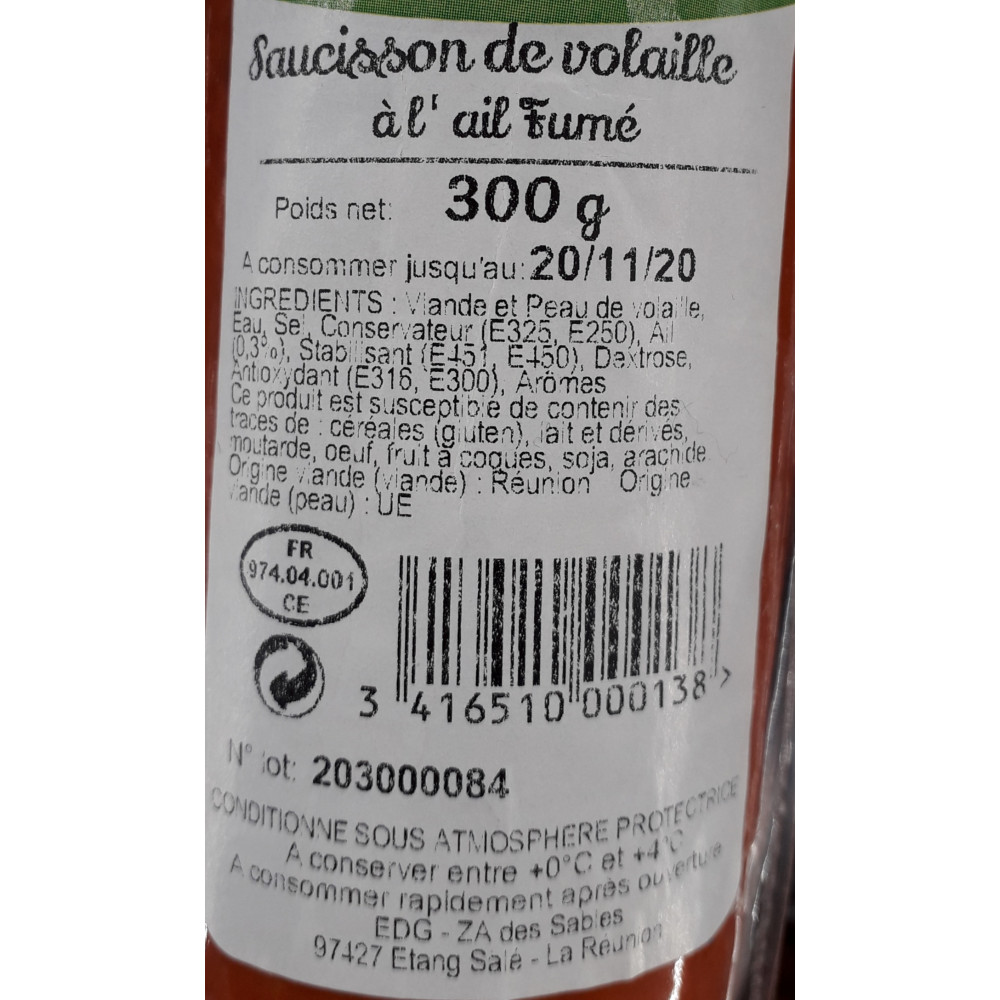 Saucisson de volaille
à l' ail Fumé
Poids net: 300 g
A consommer jusqu'au: 20/11/20
INGREDIENTS : Viande et Peau de volaille,
Eau, Sel, Conservateur (E325, E250), Ail
(0,3%), Stabilisant (E451, E450), Dextrose,
Antioxydant (E316, E300), Arômes
Ce produit est susceptible de contenir des
traces de : céréales (gluten), lait et dérivés,
moutarde, oeuf, fruit à coques, soja, arachide
Origine viande (viande) : Réunion Origine
viande (peau) : UE
FR
974.04.001
CE
3 416510 000138 >
N° lot: 203000084
CONDITIONNE SOUS ATMOSPHERE PROTECTRICE
A conserver entre +0°C et +4°C
A consommer rapidement après ouverture
EDG - ZA des Sables
97427 Etang Salé - La Réunion